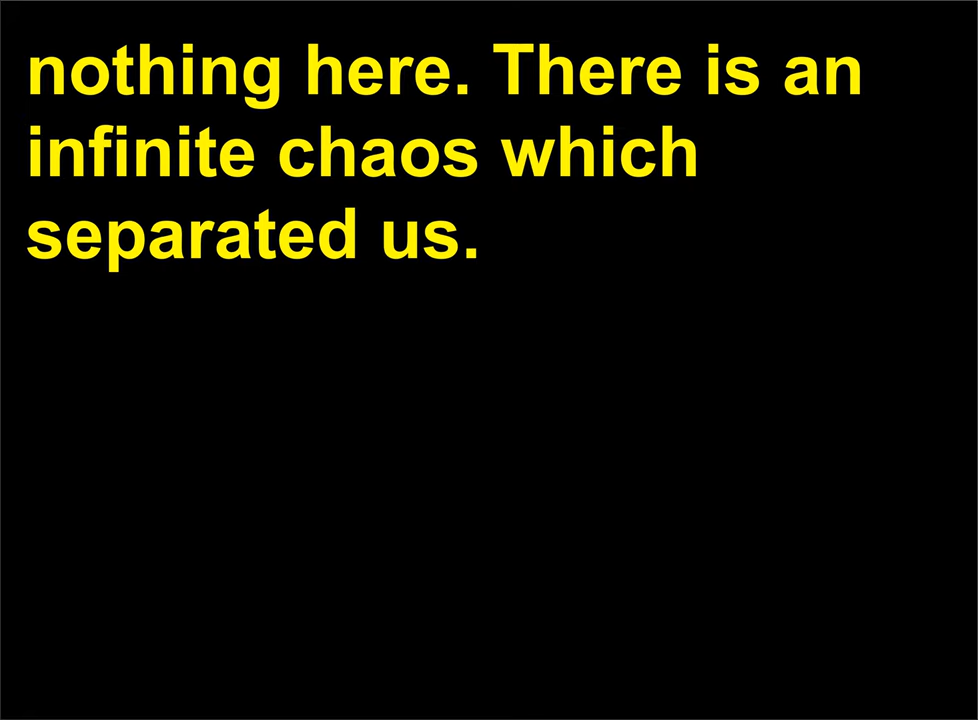 nothing here. There is an
infinite chaos which
separated us.